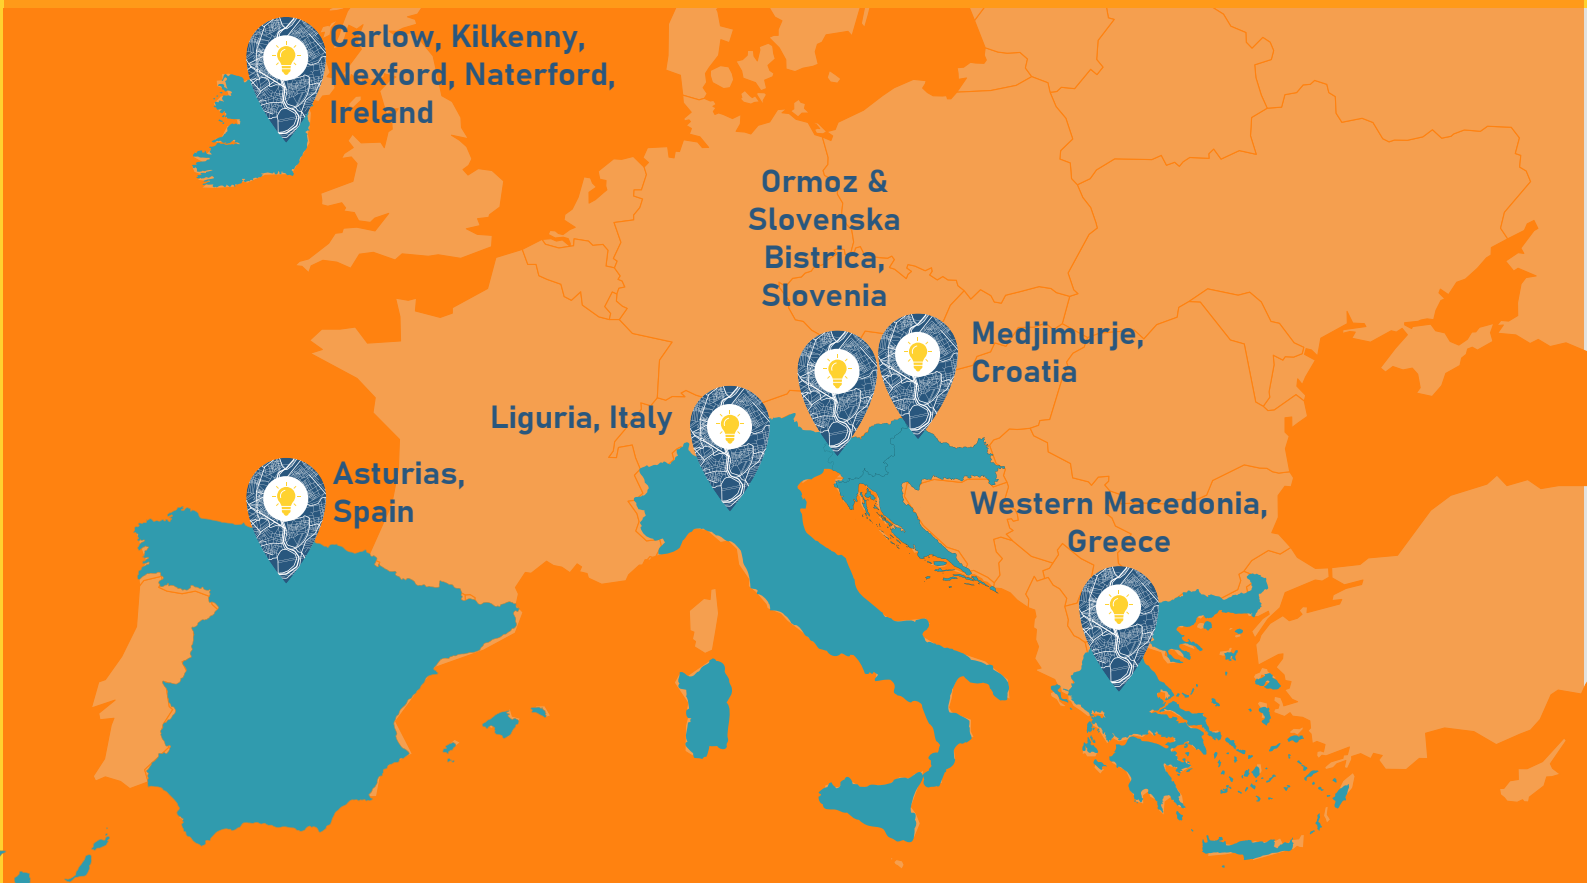 Carlow, Kilkenny,
Nexford, Naterford,
Ireland
Ormoz &
Slovenska
Bistrica,
Slovenia
Medjimurje,
Croatia
Liguria, Italy
Asturias,
Spain
Western Macedonia,
Greece